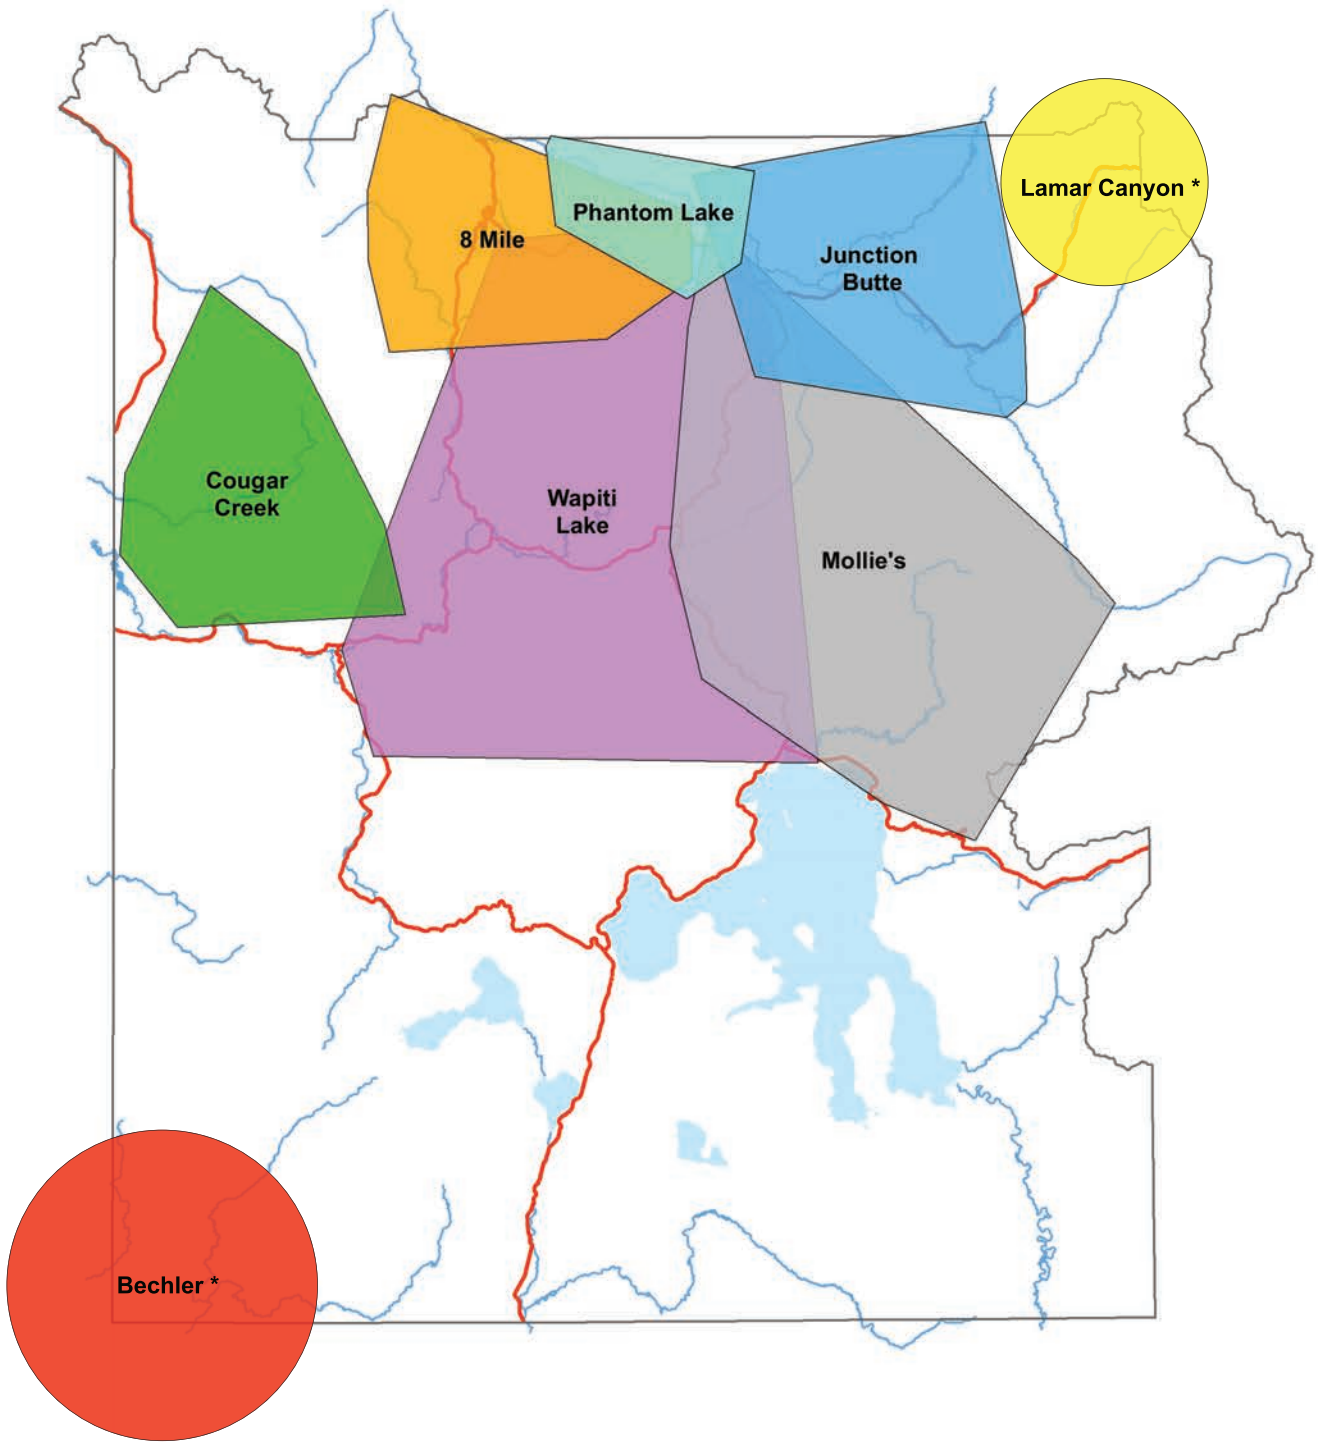 Lamar Canyon *
Phantom Lake
8 Mile
Junction
Butte
Cougar
Creek
Wapiti
Lake
Mollie's
Bechler *